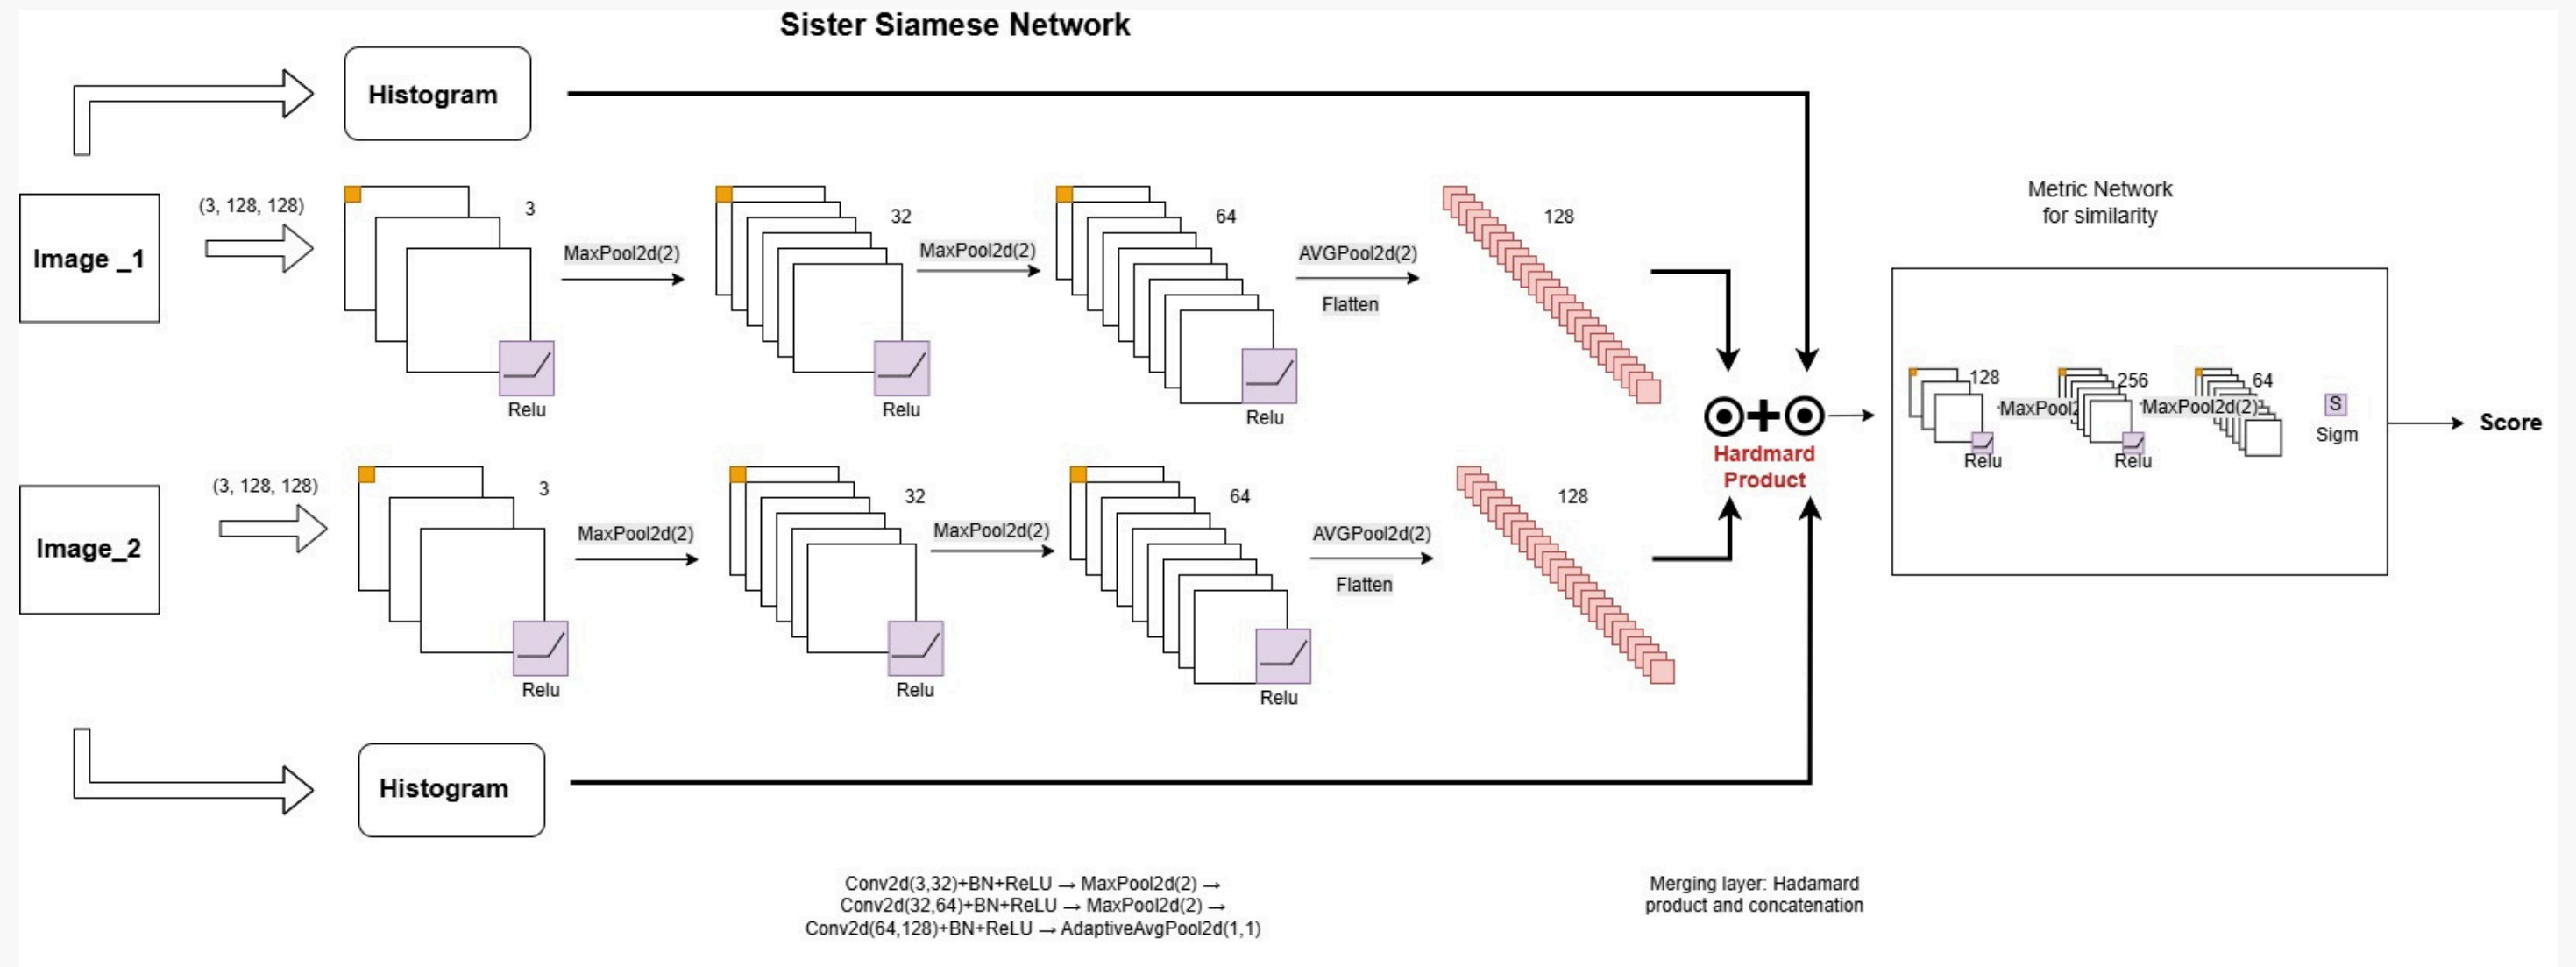 Sister Siamese Network
Histogram
Image _1
(3, 128, 128)
3
Relu
MaxPool2d(2)
32
Relu
MaxPool2d(2)
64
Relu
AVGPool2d(2)
Flatten
128
Image_2
(3, 128, 128)
3
Relu
MaxPool2d(2)
32
Relu
MaxPool2d(2)
64
Relu
AVGPool2d(2)
Flatten
128
Histogram
Hardmard
Product
Metric Network
for similarity
128
Relu
MaxPool2
256
Relu
MaxPool2d(2)
64
S
Sigm
Score
Conv2d(3,32)+BN+ReLU → MaxPool2d(2) →
Conv2d(32,64)+BN+ReLU → MaxPool2d(2) →
Conv2d(64,128)+BN+ReLU → AdaptiveAvgPool2d(1,1)
Merging layer: Hadamard
product and concatenation